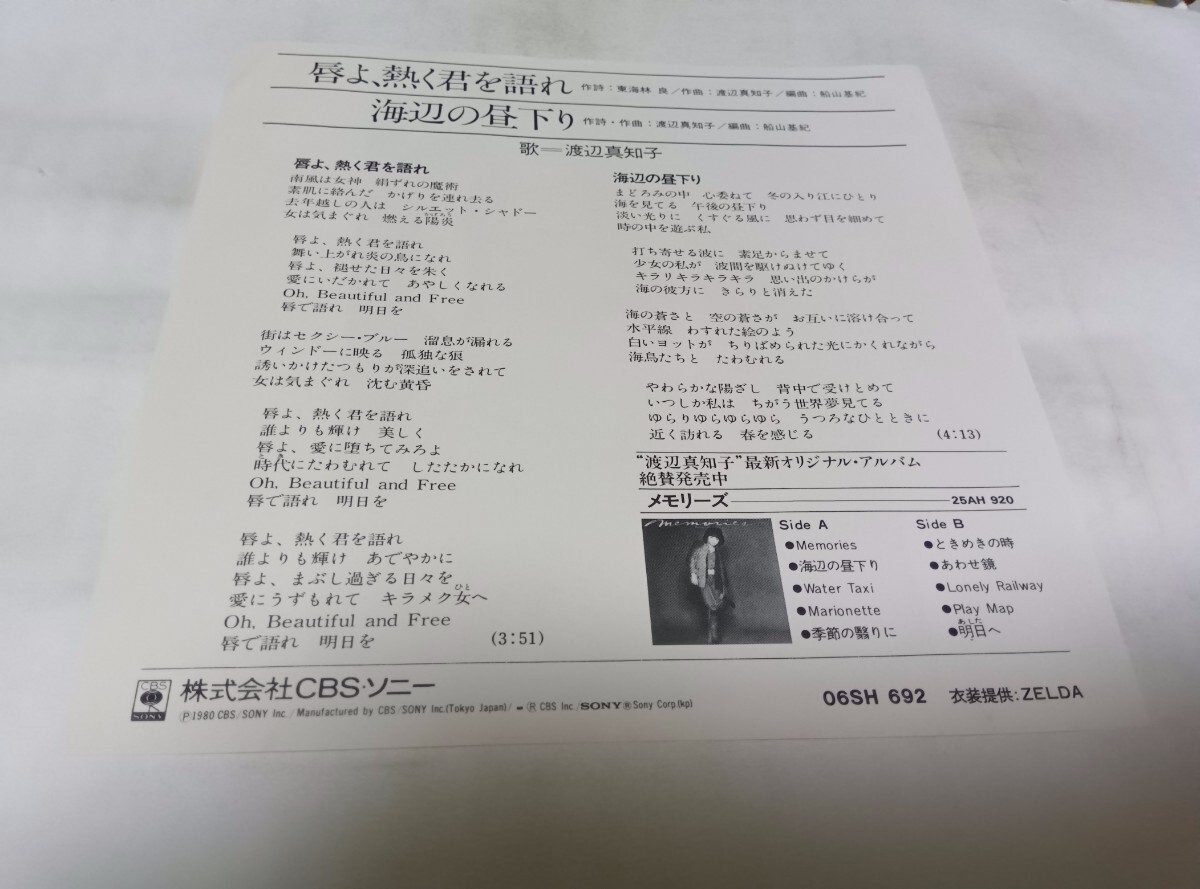 唇よ、熱く君を語れ 作詩：東海林 良／作曲：渡辺真知子／編曲：船山基紀
海辺の昼下り 作詩・作曲：渡辺真知子／編曲：船山基紀
歌＝渡辺真知子
唇よ、熱く君を語れ
南風は女神　絹ずれの魔術
素肌に絡んだ　かげりを連れ去る
去年越しの人は　シルエット・シャドー
女は気まぐれ　燃える陽炎
唇よ、熱く君を語れ
舞い上がれ炎の鳥になれ
唇よ、褪せた日々を朱く
愛にいだかれて　あやしくなれる
Oh, Beautiful and Free
唇で語れ　明日を
街はセクシー・ブルー　溜息が漏れる
ウィンドーに映る　孤独な狼
誘いかけたつもりが深追いをされて
女は気まぐれ　沈む黄昏
唇よ、熱く君を語れ
誰よりも輝け　美しく
唇よ、愛に堕ちてみろよ
時代にたわむれて　したたかになれ
Oh, Beautiful and Free
唇で語れ　明日を
唇よ、熱く君を語れ
誰よりも輝け　あでやかに
唇よ、まぶし過ぎる日々を
愛にうずもれて　キラメク女へ
Oh, Beautiful and Free
唇で語れ　明日を (3:51)
海辺の昼下り
まどろみの中　心委ねて　冬の入り江にひとり
海を見てる　午後の昼下り
淡い光りに　くすぐる風に　思わず目を細めて
時の中を遊ぶ私
打ち寄せる波に　素足からませて
少女の私が　波間を駆けぬけてゆく
キラリキラキラキラ　思い出のかけらが
海の彼方に　きらりと消えた
海の蒼さと　空の蒼さが　お互いに溶け合って
水平線　わすれた絵のよう
白いヨットが　ちりばめられた光にかくれながら
海鳥たちと　たわむれる
やわらかな陽ざし　背中で受けとめて
いつしか私は　ちがう世界夢見てる
ゆらりゆらゆらゆら　うつろなひとときに
近く訪れる　春を感じる (4:13)
“渡辺真知子”最新オリジナル・アルバム
絶賛発売中
メモリーズ 25AH 920
memories
Side A
●Memories
●海辺の昼下り
●Water Taxi
●Marionette
●季節の翳りに
Side B
●ときめきの時
●あわせ鏡
●Lonely Railway
●Play Map
●明日へ
CBS
SONY
株式会社CBS・ソニー
Ⓟ1980 CBS/SONY Inc./Manufactured by CBS/SONY Inc.(Tokyo Japan)/ ® CBS Inc./SONY®Sony Corp.(kp)
06SH 692 衣装提供：ZELDA